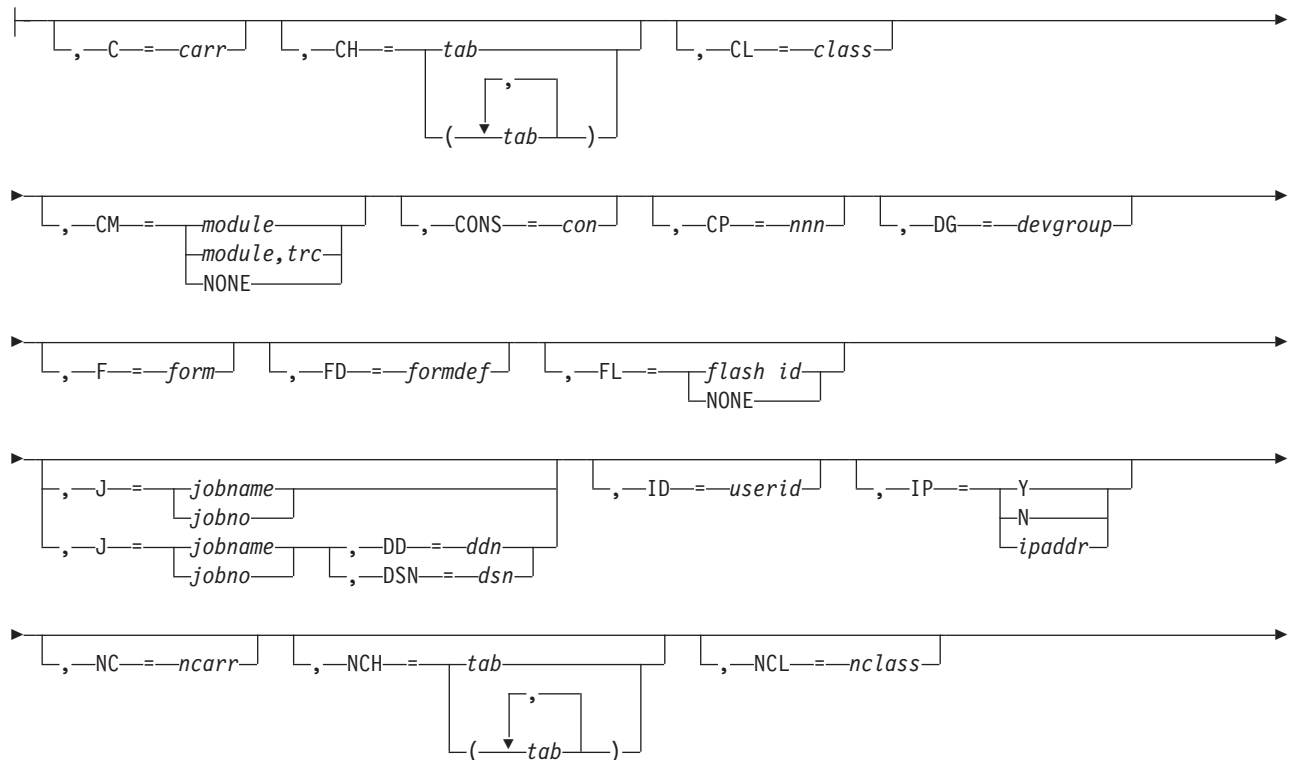 , C = carr , CH = tab , CL = class
,
( tab )
, CM = module , CONS = con , CP = nnn , DG = devgroup
module,trc
NONE
, F = form , FD = formdef , FL = flash id
NONE
, J = jobname , ID = userid , IP = Y
jobno N
, J = jobname , DD = ddn ipaddr
jobno , DSN = dsn
, NC = ncarr , NCH = tab , NCL = nclass
,
( tab )